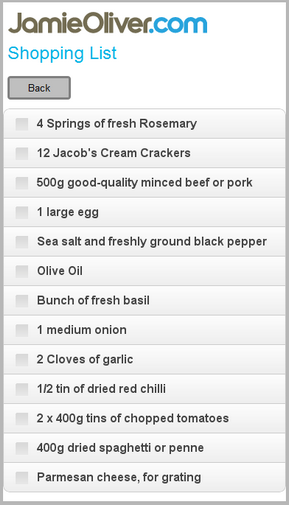 JamieOliver.com
Shopping List
Back
4 Springs of fresh Rosemary
12 Jacob's Cream Crackers
500g good-quality minced beef or pork
1 large egg
Sea salt and freshly ground black pepper
Olive Oil
Bunch of fresh basil
1 medium onion
2 Cloves of garlic
1/2 tin of dried red chilli
2 x 400g tins of chopped tomatoes
400g dried spaghetti or penne
Parmesan cheese, for grating